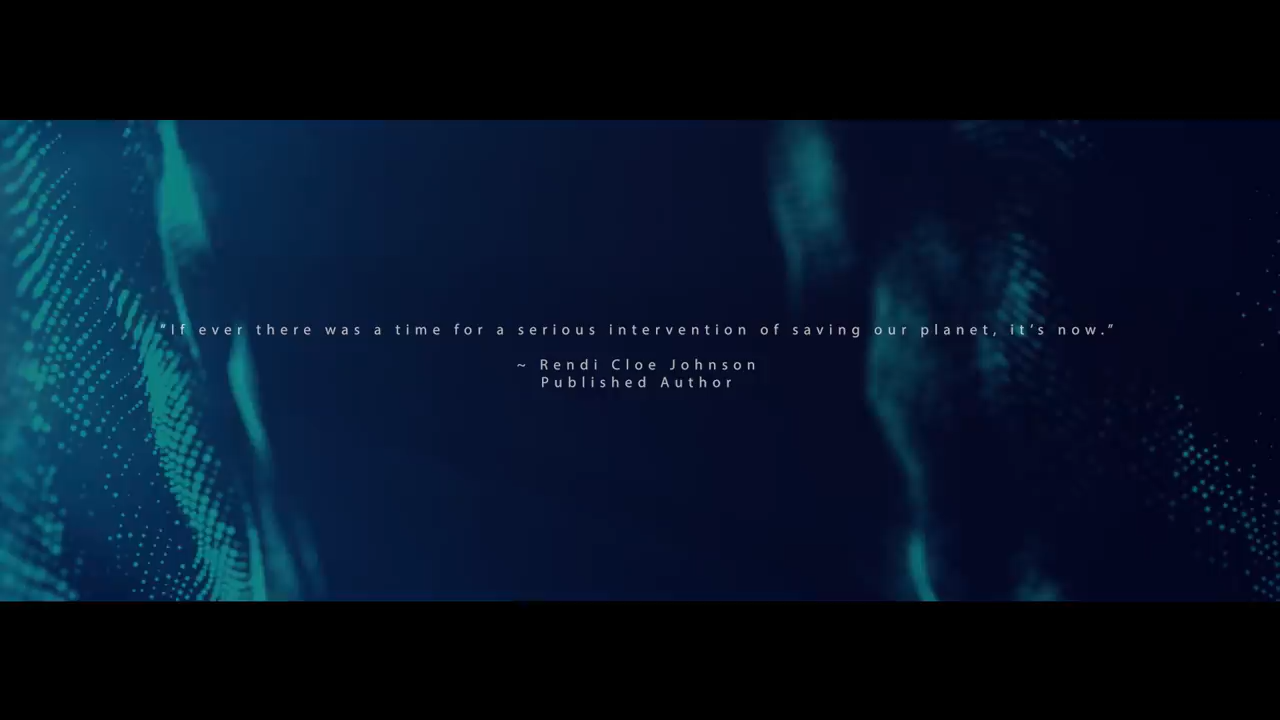 “If ever there was a time for a serious intervention of saving our planet, it’s now.”
~ Rendi Cloe Johnson
Published Author